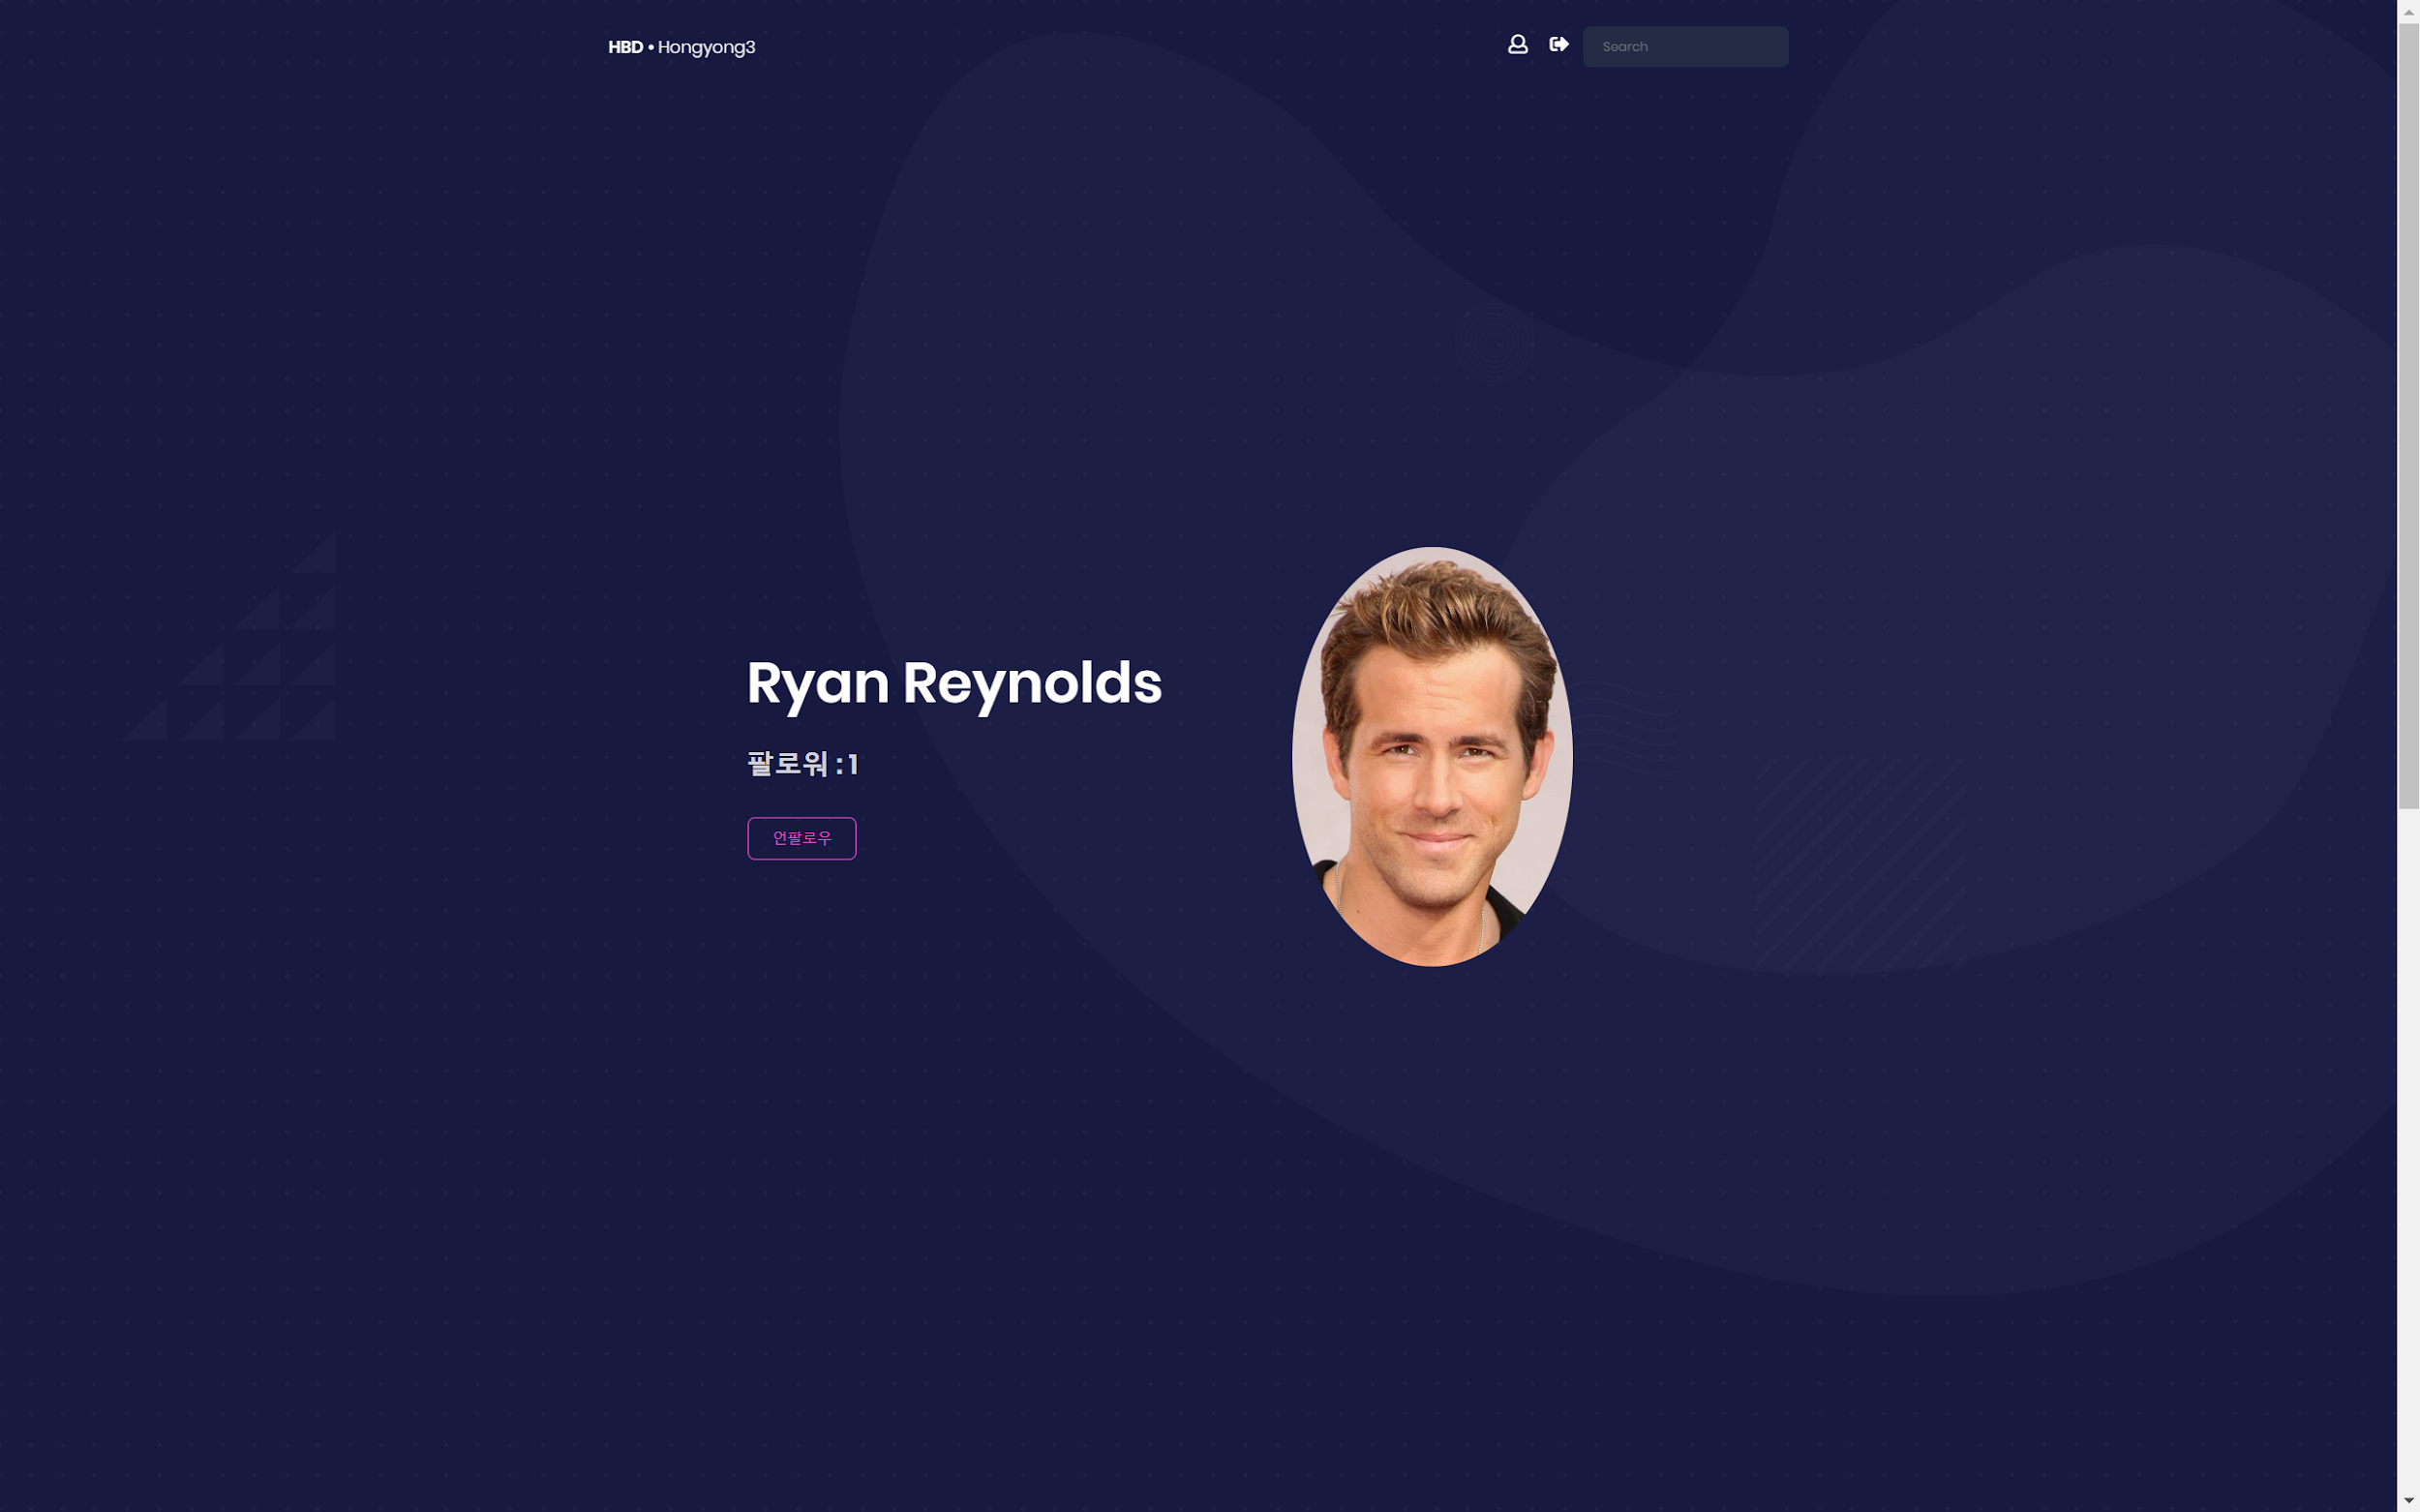 HBD • Hongyong3
Search
Ryan Reynolds
팔로워 : 1
언팔로우